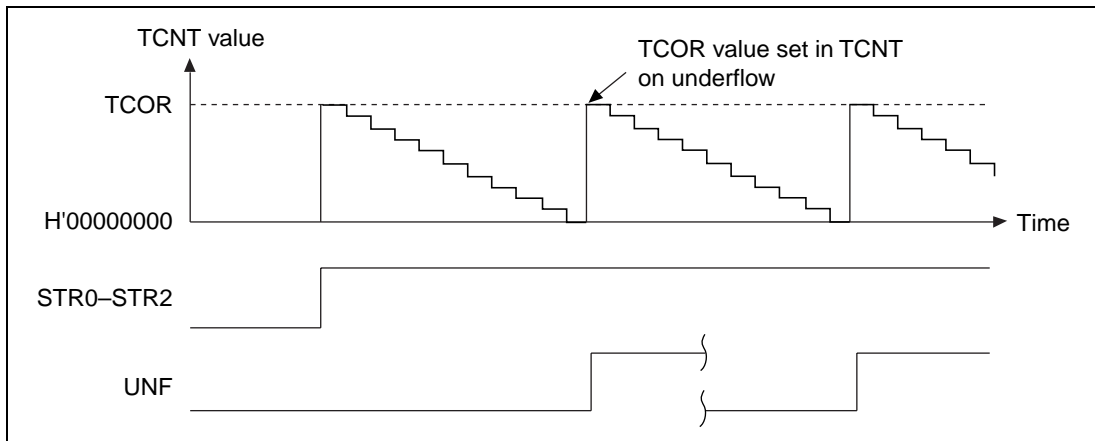 TCNT value
TCOR value set in TCNT
on underflow
TCOR
H'00000000
Time
STR0–STR2
UNF